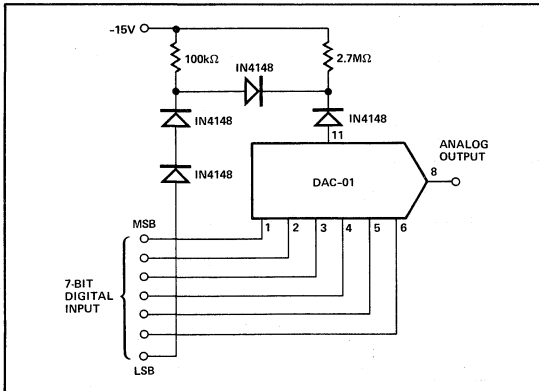 -15V
100kΩ
2.7MΩ
IN4148
IN4148
IN4148
11
IN4148
ANALOG
OUTPUT
8
DAC-01
MSB
1
2
3
4
5
6
7-BIT
DIGITAL
INPUT
LSB